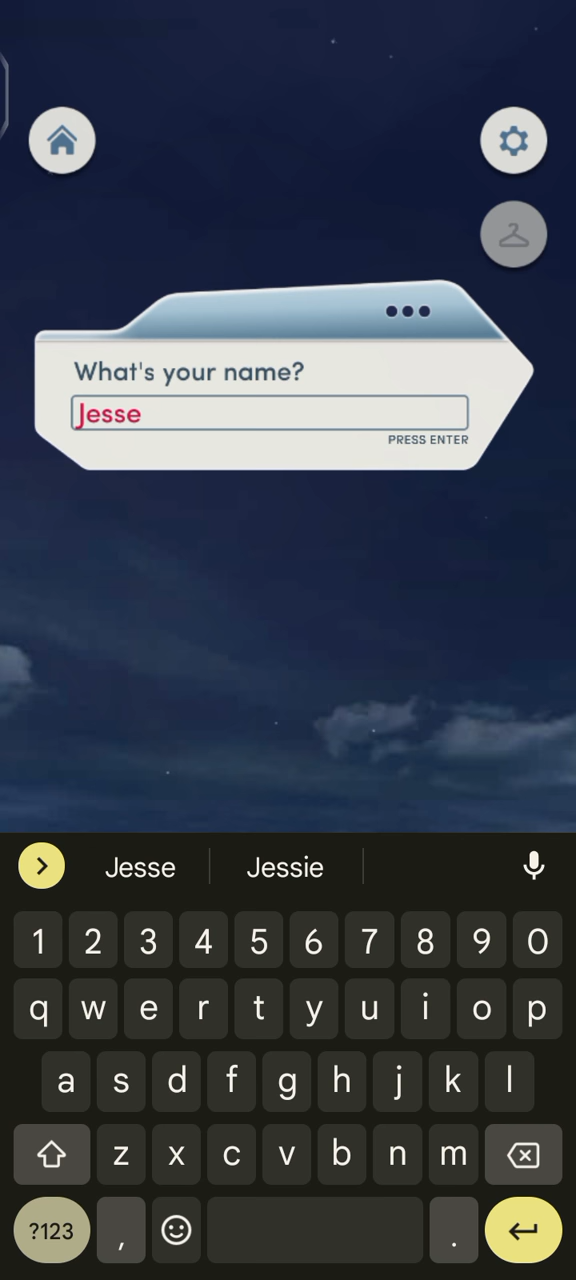 What's your name?
Jesse
PRESS ENTER
Jesse Jessie
1 2 3 4 5 6 7 8 9 0
q w e r t y u i o p
a s d f g h j k l
z x c v b n m
?123 , .